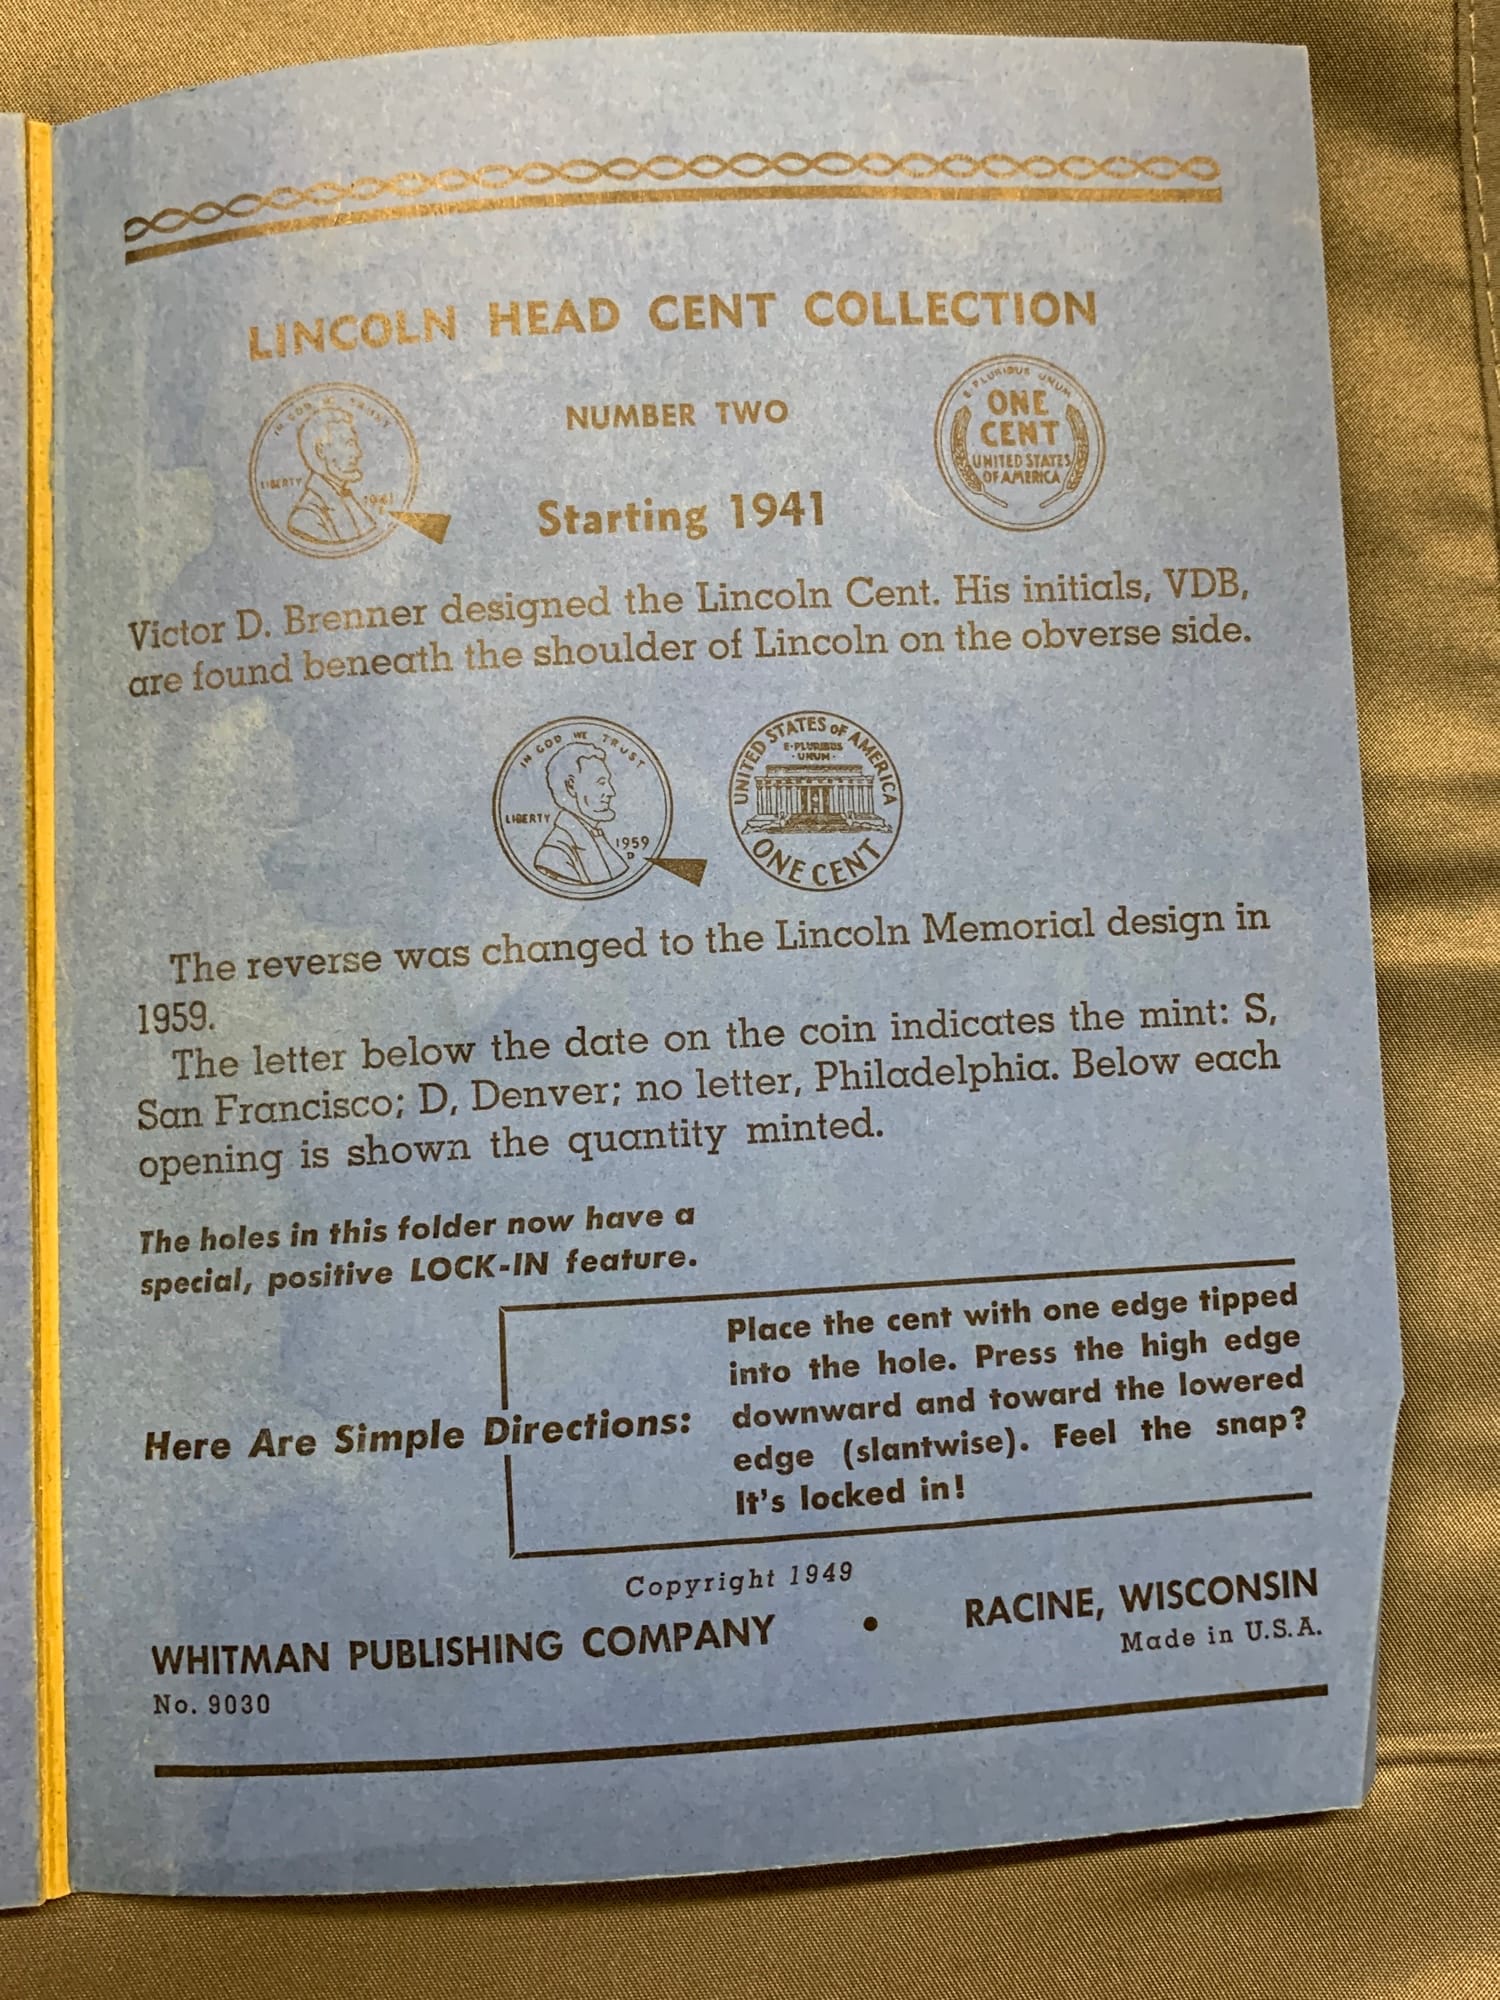 LINCOLN HEAD CENT COLLECTION
NUMBER TWO
Starting 1941
IN GOD WE TRUST
LIBERTY
1941
E·PLURIBUS UNUM
ONE
CENT
UNITED STATES
OF AMERICA
Victor D. Brenner designed the Lincoln Cent. His initials, VDB,
are found beneath the shoulder of Lincoln on the obverse side.
IN GOD WE TRUST
LIBERTY
1959
D
UNITED STATES OF AMERICA
E·PLURIBUS
·UNUM·
ONE CENT
The reverse was changed to the Lincoln Memorial design in
1959.
The letter below the date on the coin indicates the mint: S,
San Francisco; D, Denver; no letter, Philadelphia. Below each
opening is shown the quantity minted.
The holes in this folder now have a
special, positive LOCK-IN feature.
Here Are Simple Directions:
Place the cent with one edge tipped
into the hole. Press the high edge
downward and toward the lowered
edge (slantwise). Feel the snap?
It's locked in!
Copyright 1949
WHITMAN PUBLISHING COMPANY • RACINE, WISCONSIN
No. 9030
Made in U.S.A.